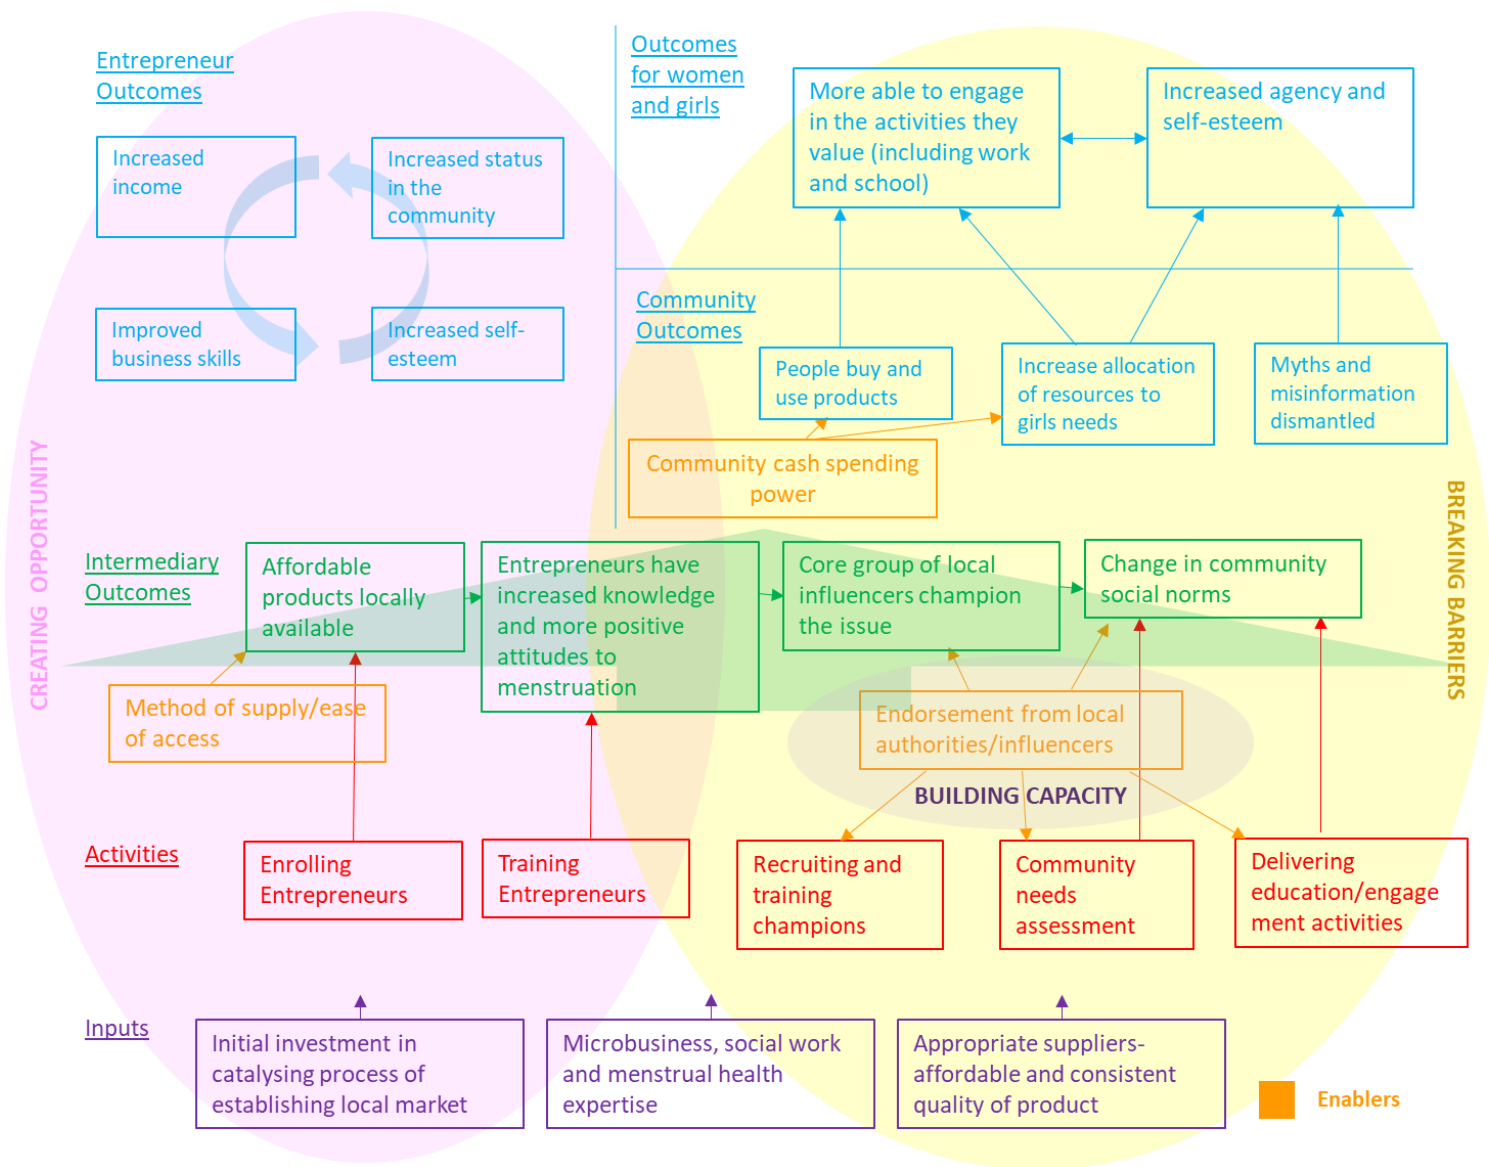 Entrepreneur
Outcomes
Increased
income
Increased status
in the
community
Improved
business skills
Increased self-
esteem
Outcomes
for women
and girls
More able to engage
in the activities they
value (including work
and school)
Increased agency and
self-esteem
Community
Outcomes
People buy and
use products
Increase allocation
of resources to
girls needs
Myths and
misinformation
dismantled
Community cash spending
power
CREATING OPPORTUNITY
BREAKING BARRIERS
Intermediary
Outcomes
Affordable
products locally
available
Entrepreneurs have
increased knowledge
and more positive
attitudes to
menstruation
Core group of local
influencers champion
the issue
Change in community
social norms
Method of supply/ease
of access
Endorsement from local
authorities/influencers
BUILDING CAPACITY
Activities
Enrolling
Entrepreneurs
Training
Entrepreneurs
Recruiting and
training
champions
Community
needs
assessment
Delivering
education/engage
ment activities
Inputs
Initial investment in
catalysing process of
establishing local market
Microbusiness, social work
and menstrual health
expertise
Appropriate suppliers-
affordable and consistent
quality of product
Enablers